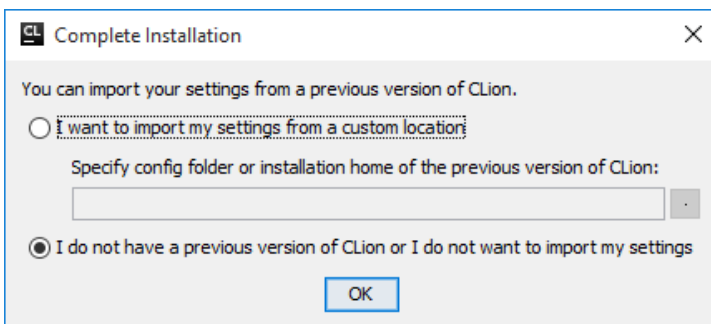 CL Complete Installation
You can import your settings from a previous version of CLion.
I want to import my settings from a custom location
Specify config folder or installation home of the previous version of CLion:
.
I do not have a previous version of CLion or I do not want to import my settings
OK